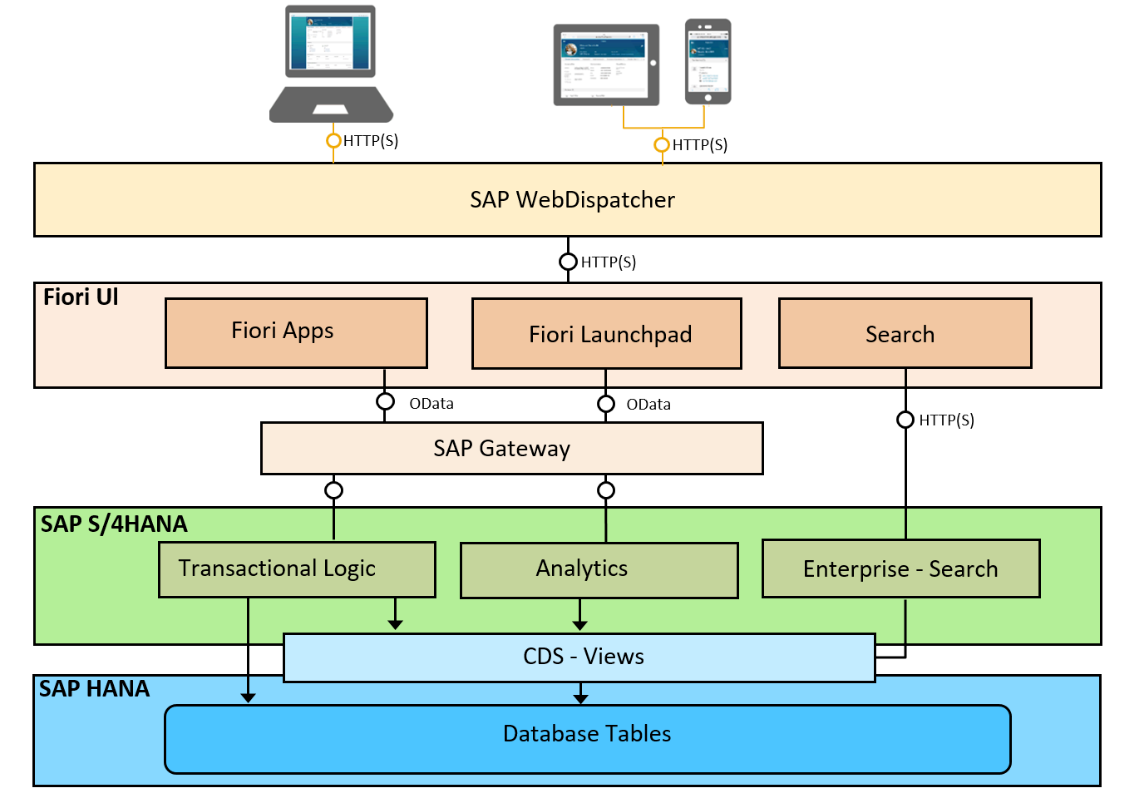 HTTP(S)
HTTP(S)
SAP WebDispatcher
HTTP(S)
Fiori UI
Fiori Apps
Fiori Launchpad
Search
OData
OData
HTTP(S)
SAP Gateway
SAP S/4HANA
Transactional Logic
Analytics
Enterprise - Search
CDS - Views
SAP HANA
Database Tables